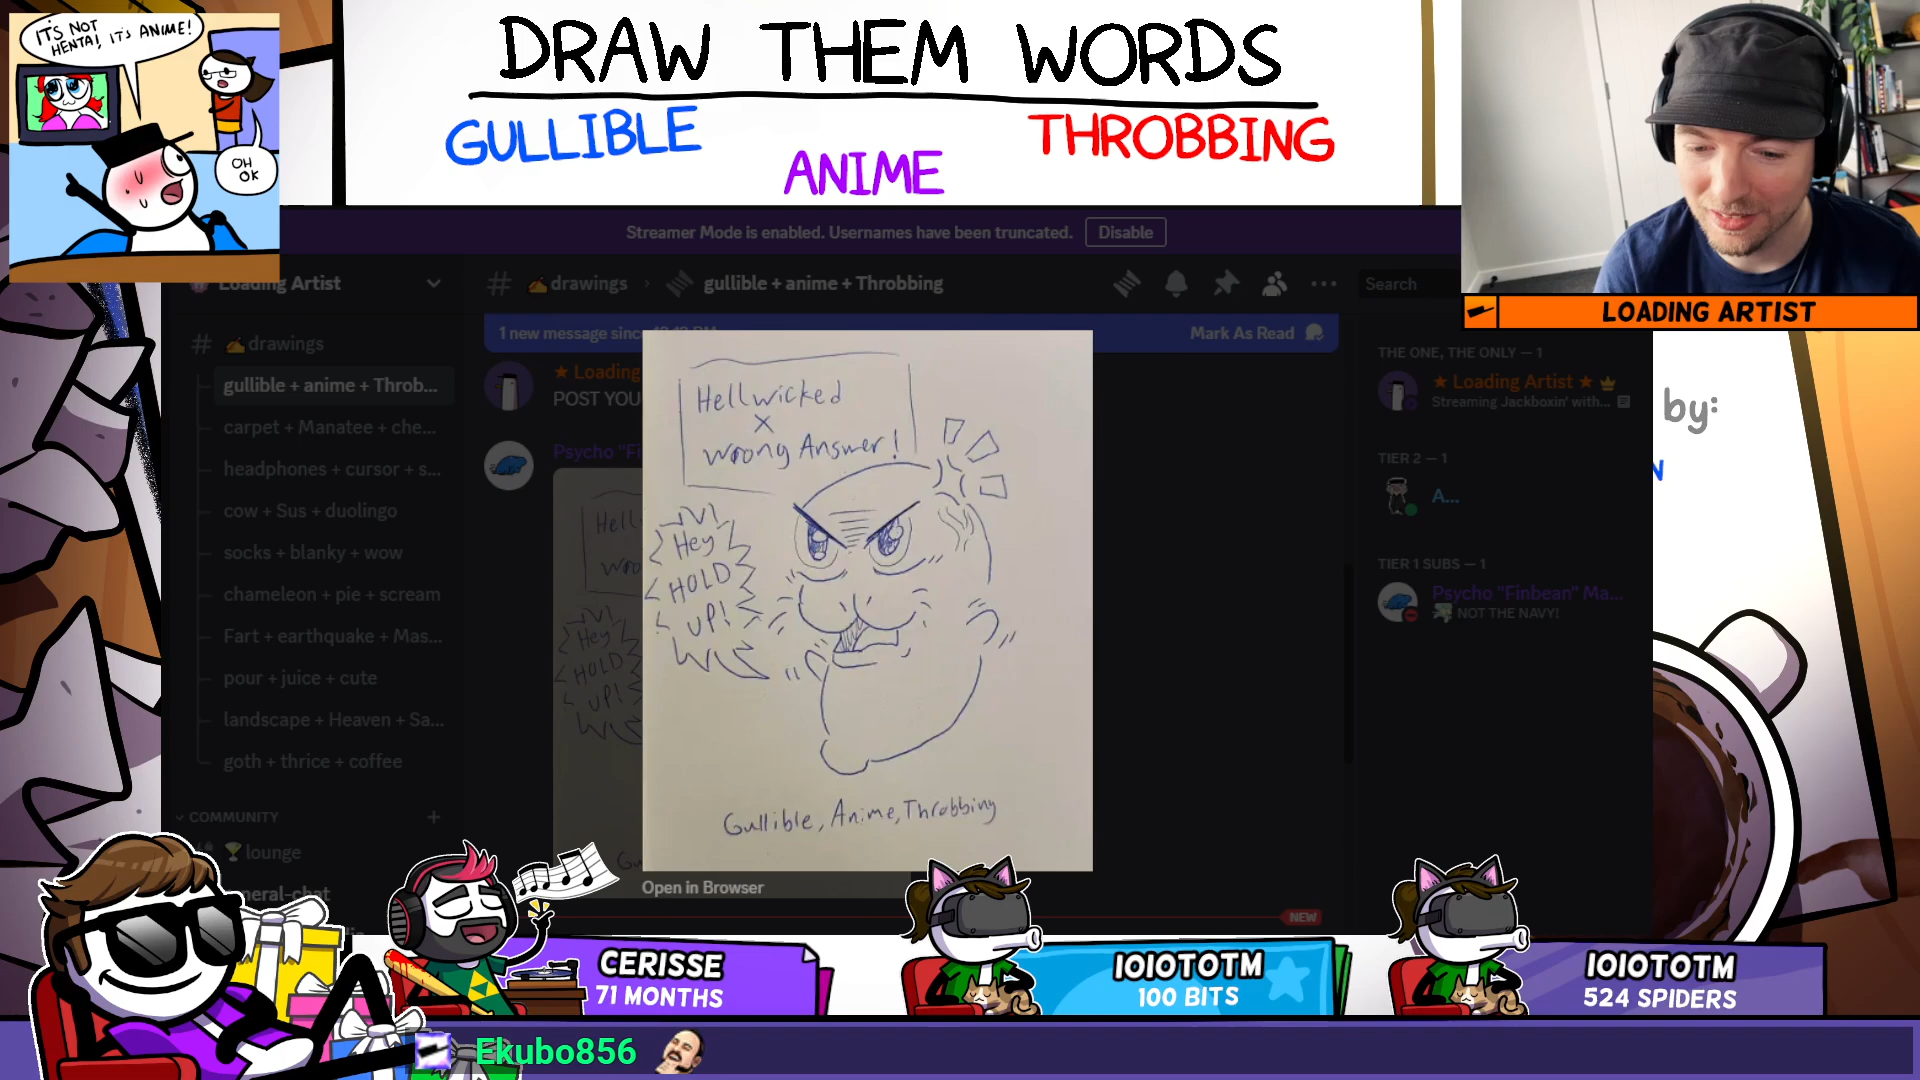 IT'S NOT
HENTAI, IT'S ANIME!
OH
OK
DRAW THEM WORDS
GULLIBLE
ANIME
THROBBING
Streamer Mode is enabled. Usernames have been truncated.
Disable
Loading Artist
drawings
gullible + anime + Throbbing
Search
LOADING ARTIST
drawings
gullible + anime + Throb...
carpet + Manatee + che...
headphones + cursor + s...
cow + Sus + duolingo
socks + blanky + wow
chameleon + pie + scream
Fart + earthquake + Mas...
pour + juice + cute
landscape + Heaven + Sa...
goth + thrice + coffee
COMMUNITY
lounge
1 new message since
Mark As Read
Loading
POST YOU
Psycho "Fi
Hellwicked
x
wrong Answer!
Hey
HOLD
UP!
Gullible, Anime, Throbbing
Open in Browser
NEW
THE ONE, THE ONLY — 1
Loading Artist
Streaming Jackboxin' with...
TIER 2 — 1
A...
TIER 1 SUBS — 1
Psycho "Finbean" Ma...
NOT THE NAVY!
by:
CERISSE
71 MONTHS
IOIOTOTM
100 BITS
IOIOTOTM
524 SPIDERS
Ekubo856